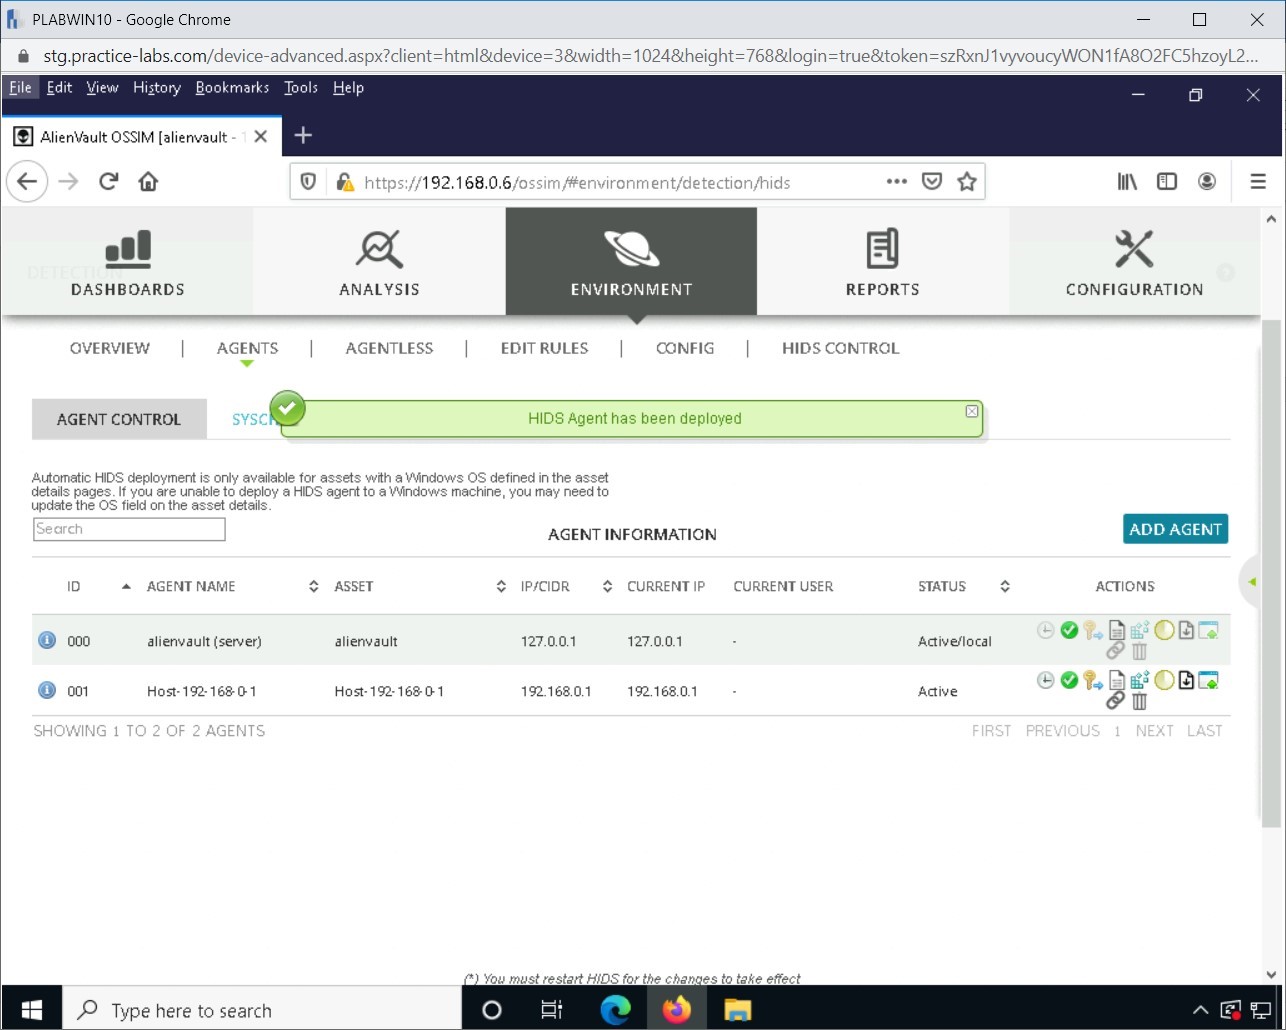 PLABWIN10 - Google Chrome
stg.practice-labs.com/device-advanced.aspx?client=html&device=3&width=1024&height=768&login=true&token=szRxnJ1vyvoucyWON1fA8O2FC5hzoyL2...
File Edit View History Bookmarks Tools Help
AlienVault OSSIM [alienvault - 1
https://192.168.0.6/ossim/#environment/detection/hids
DETECTION
DASHBOARDS ANALYSIS ENVIRONMENT REPORTS CONFIGURATION
OVERVIEW | AGENTS | AGENTLESS | EDIT RULES | CONFIG | HIDS CONTROL
AGENT CONTROL SYSC
HIDS Agent has been deployed
Automatic HIDS deployment is only available for assets with a Windows OS defined in the asset
details pages. If you are unable to deploy a HIDS agent to a Windows machine, you may need to
update the OS field on the asset details.
Search
AGENT INFORMATION
ADD AGENT
ID AGENT NAME ASSET IP/CIDR CURRENT IP CURRENT USER STATUS ACTIONS
000 alienvault (server) alienvault 127.0.0.1 127.0.0.1 - Active/local
001 Host-192-168-0-1 Host-192-168-0-1 192.168.0.1 192.168.0.1 - Active
SHOWING 1 TO 2 OF 2 AGENTS
FIRST PREVIOUS 1 NEXT LAST
(*) You must restart HIDS for the changes to take effect
Type here to search